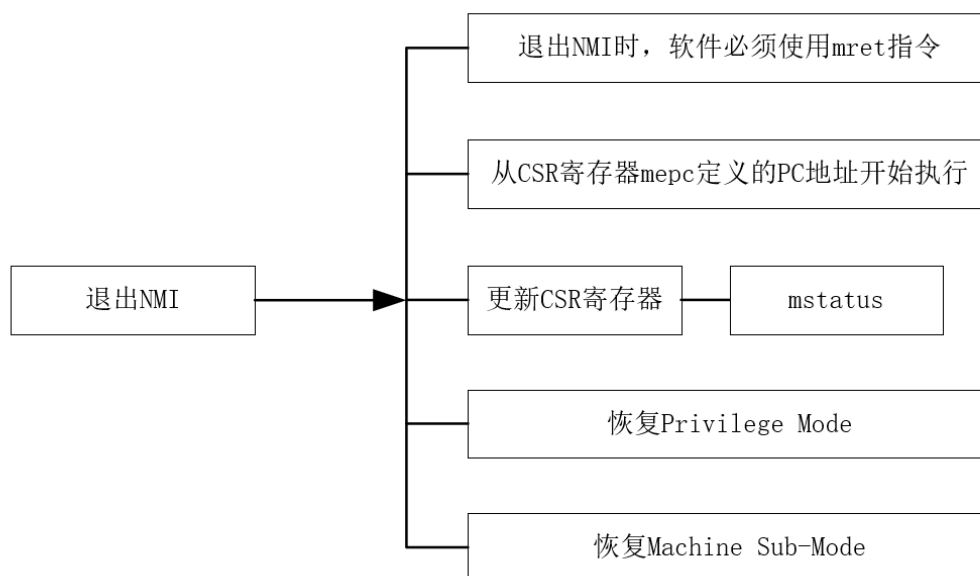 退出NMI时，软件必须使用mret指令
从CSR寄存器mepc定义的PC地址开始执行
退出NMI
更新CSR寄存器
mstatus
恢复Privilege Mode
恢复Machine Sub-Mode